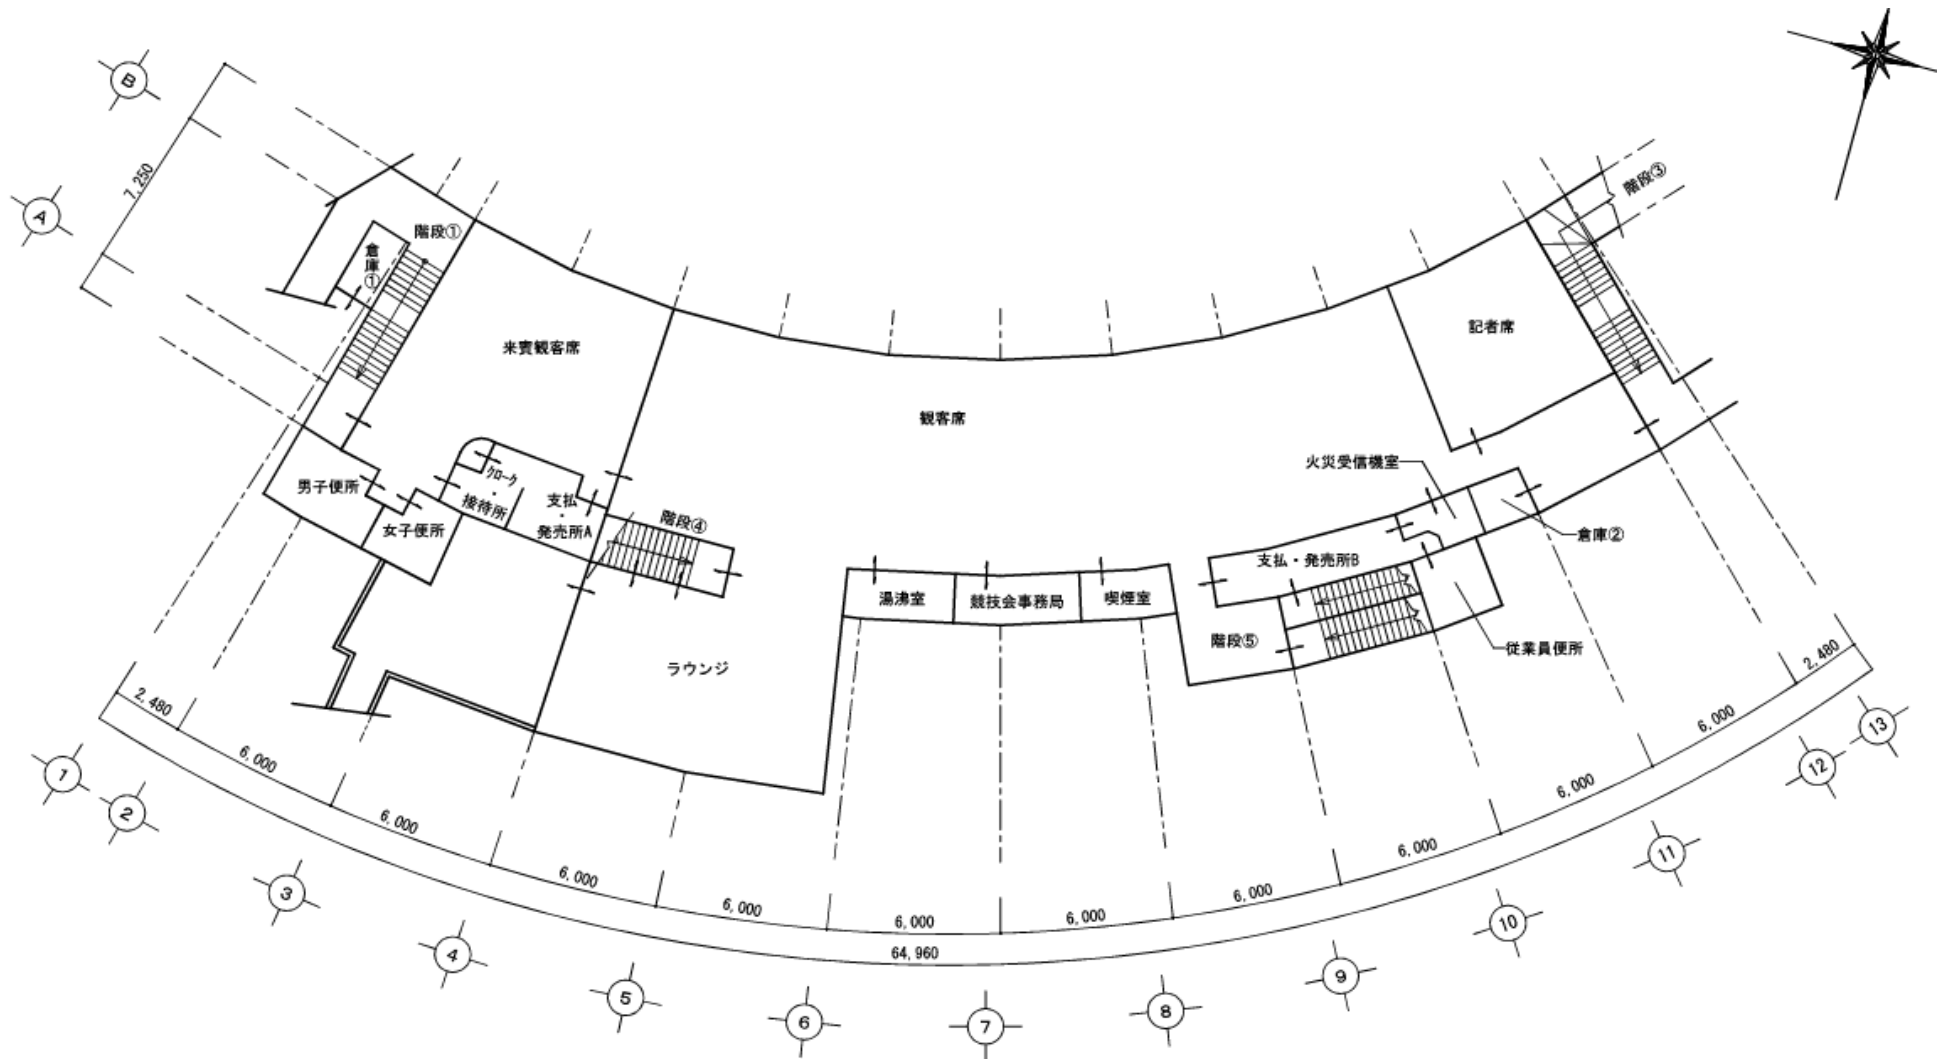 B
A
7,250
階段①
倉庫①
階段③
来賓観客席
記者席
観客席
火災受信機室
クローク
・
接待所
男子便所
女子便所
支払
・
発売所A
階段④
倉庫②
支払・発売所B
湯沸室
競技会事務局
喫煙室
階段⑤
従業員便所
ラウンジ
2,480
6,000
6,000
6,000
6,000
6,000
6,000
6,000
6,000
6,000
6,000
2,480
64,960
1
2
3
4
5
6
7
8
9
10
11
12
13